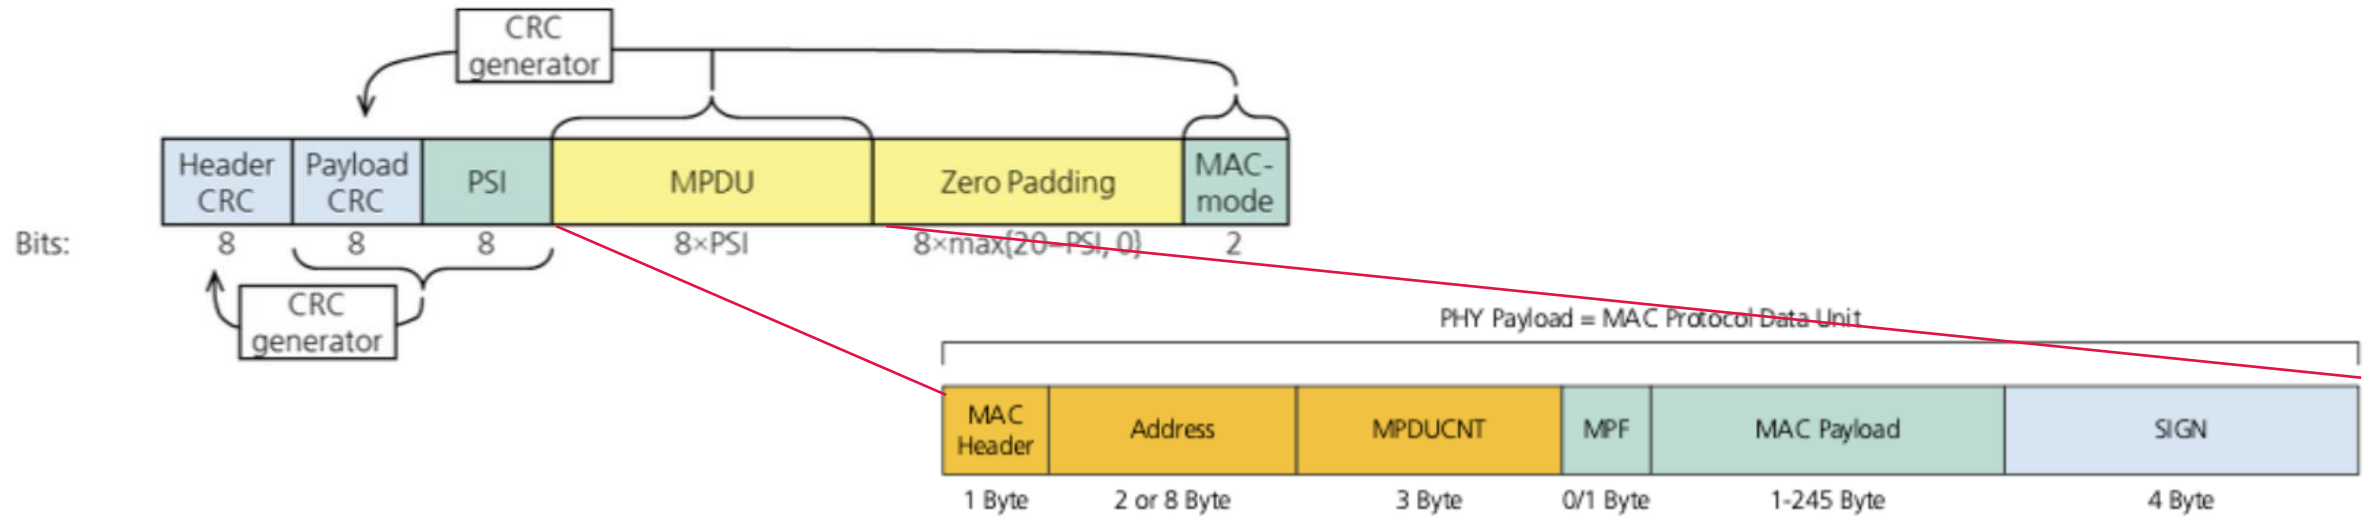 CRC
generator
Header
CRC
Payload
CRC
PSI
MPDU
Zero Padding
MAC-
mode
Bits:
8
8
8
8×PSI
8×max{20−PSI, 0}
2
CRC
generator
PHY Payload = MAC Protocol Data Unit
MAC
Header
Address
MPDUCNT
MPF
MAC Payload
SIGN
1 Byte
2 or 8 Byte
3 Byte
0/1 Byte
1-245 Byte
4 Byte